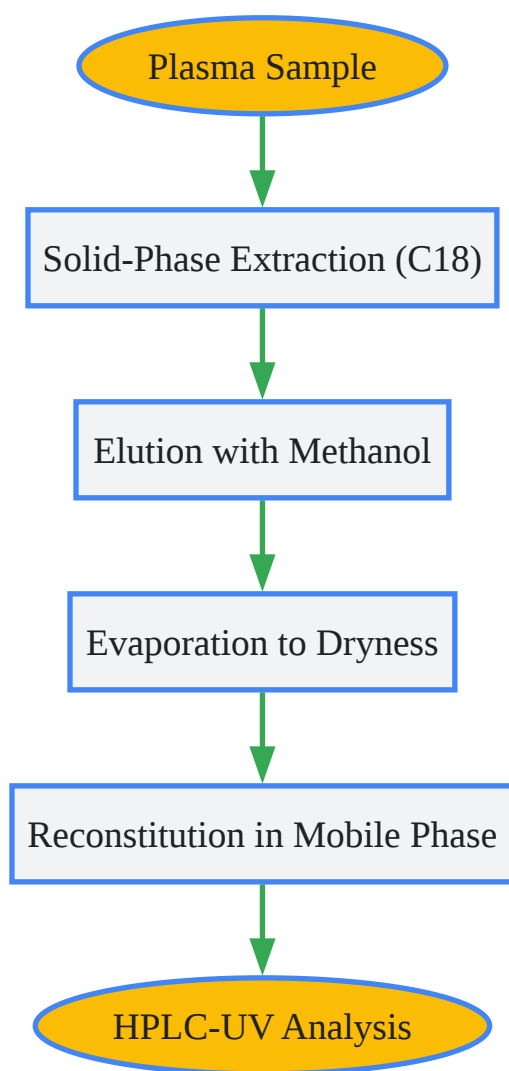 Plasma Sample
Solid-Phase Extraction (C18)
Elution with Methanol
Evaporation to Dryness
Reconstitution in Mobile Phase
HPLC-UV Analysis